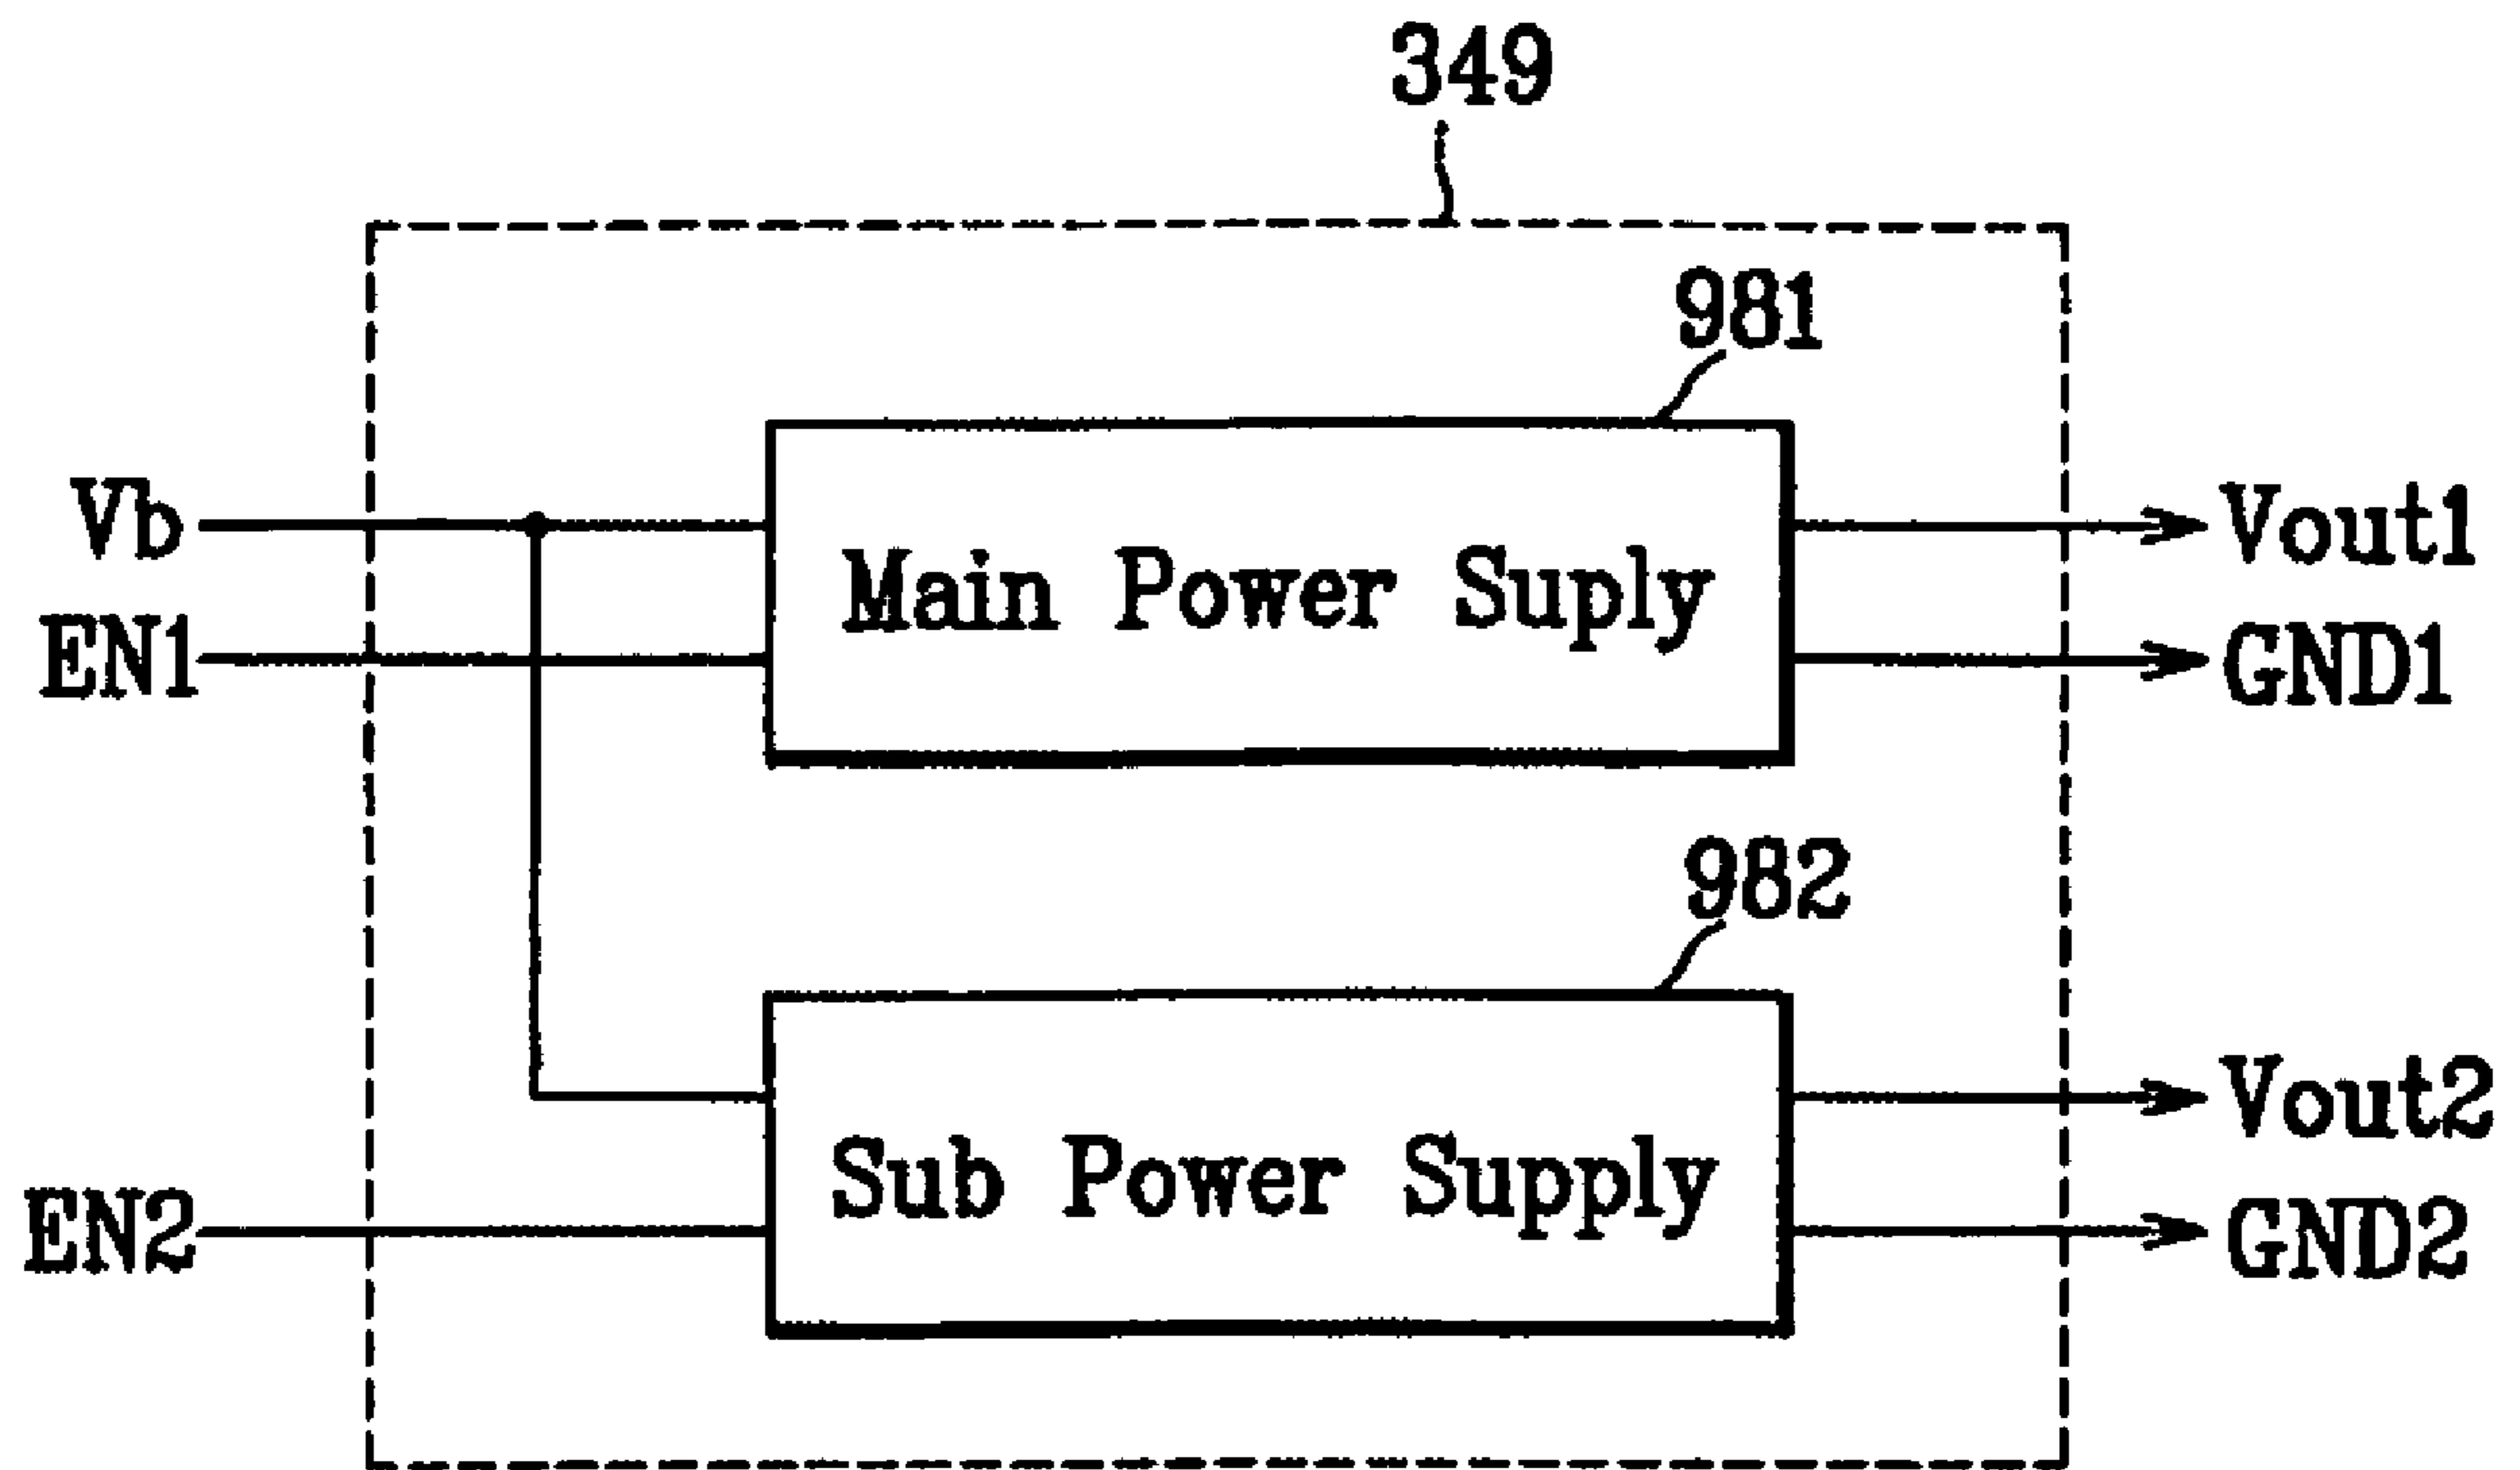 349
981
Vb
Main Power Suply
Vout1
EN1
GND1
982
Sub Power Supply
Vout2
EN2
GND2